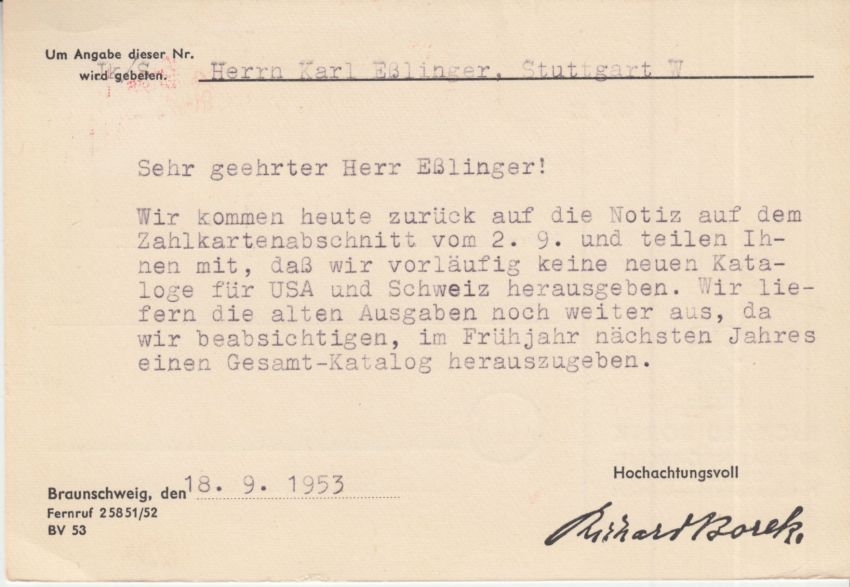 Um Angabe dieser Nr.
wird gebeten.
Herrn Karl Eßlinger, Stuttgart W
Sehr geehrter Herr Eßlinger!
Wir kommen heute zurück auf die Notiz auf dem
Zahlkartenabschnitt vom 2. 9. und teilen Ih-
nen mit, daß wir vorläufig keine neuen Kata-
loge für USA und Schweiz herausgeben. Wir lie-
fern die alten Ausgaben noch weiter aus, da
wir beabsichtigen, im Frühjahr nächsten Jahres
einen Gesamt-Katalog herauszugeben.
Hochachtungsvoll
Braunschweig, den 18. 9. 1953
Fernruf 25851/52
BV 53
Richard Borek.